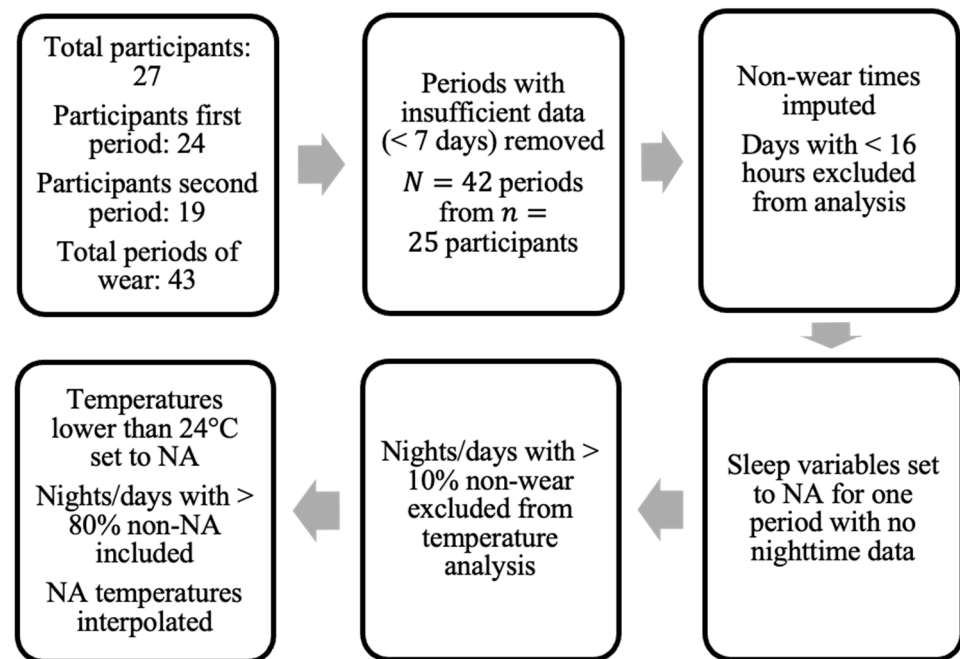 Total participants:
27
Participants first
period: 24
Participants second
period: 19
Total periods of
wear: 43
Periods with
insufficient data
(< 7 days) removed
N = 42 periods
from n =
25 participants
Non-wear times
imputed
Days with < 16
hours excluded
from analysis
Sleep variables set
to NA for one
period with no
nighttime data
Nights/days with >
10% non-wear
excluded from
temperature
analysis
Temperatures
lower than 24°C
set to NA
Nights/days with >
80% non-NA
included
NA temperatures
interpolated